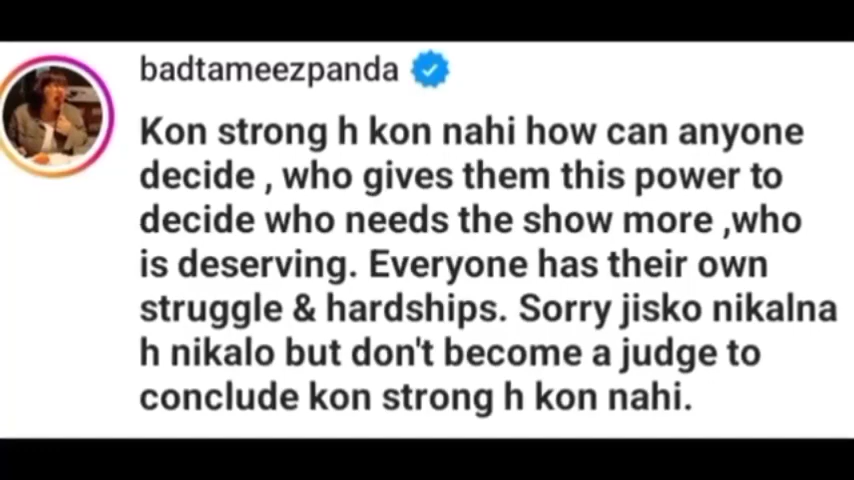 badtameezpanda
Kon strong h kon nahi how can anyone
decide , who gives them this power to
decide who needs the show more ,who
is deserving. Everyone has their own
struggle & hardships. Sorry jisko nikalna
h nikalo but don't become a judge to
conclude kon strong h kon nahi.